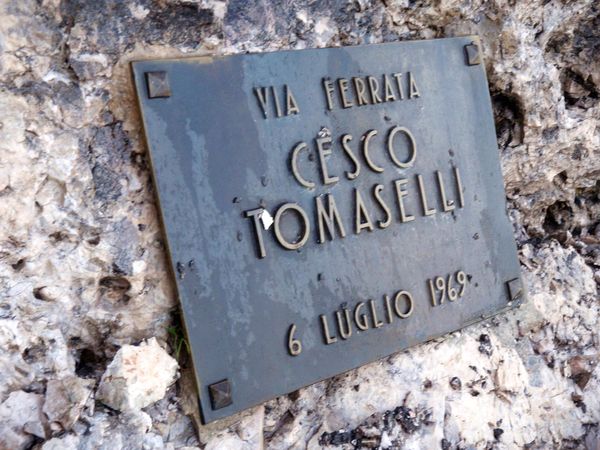 VIA FERRATA
CESCO
TOMASELLI
6 LUGLIO 1969